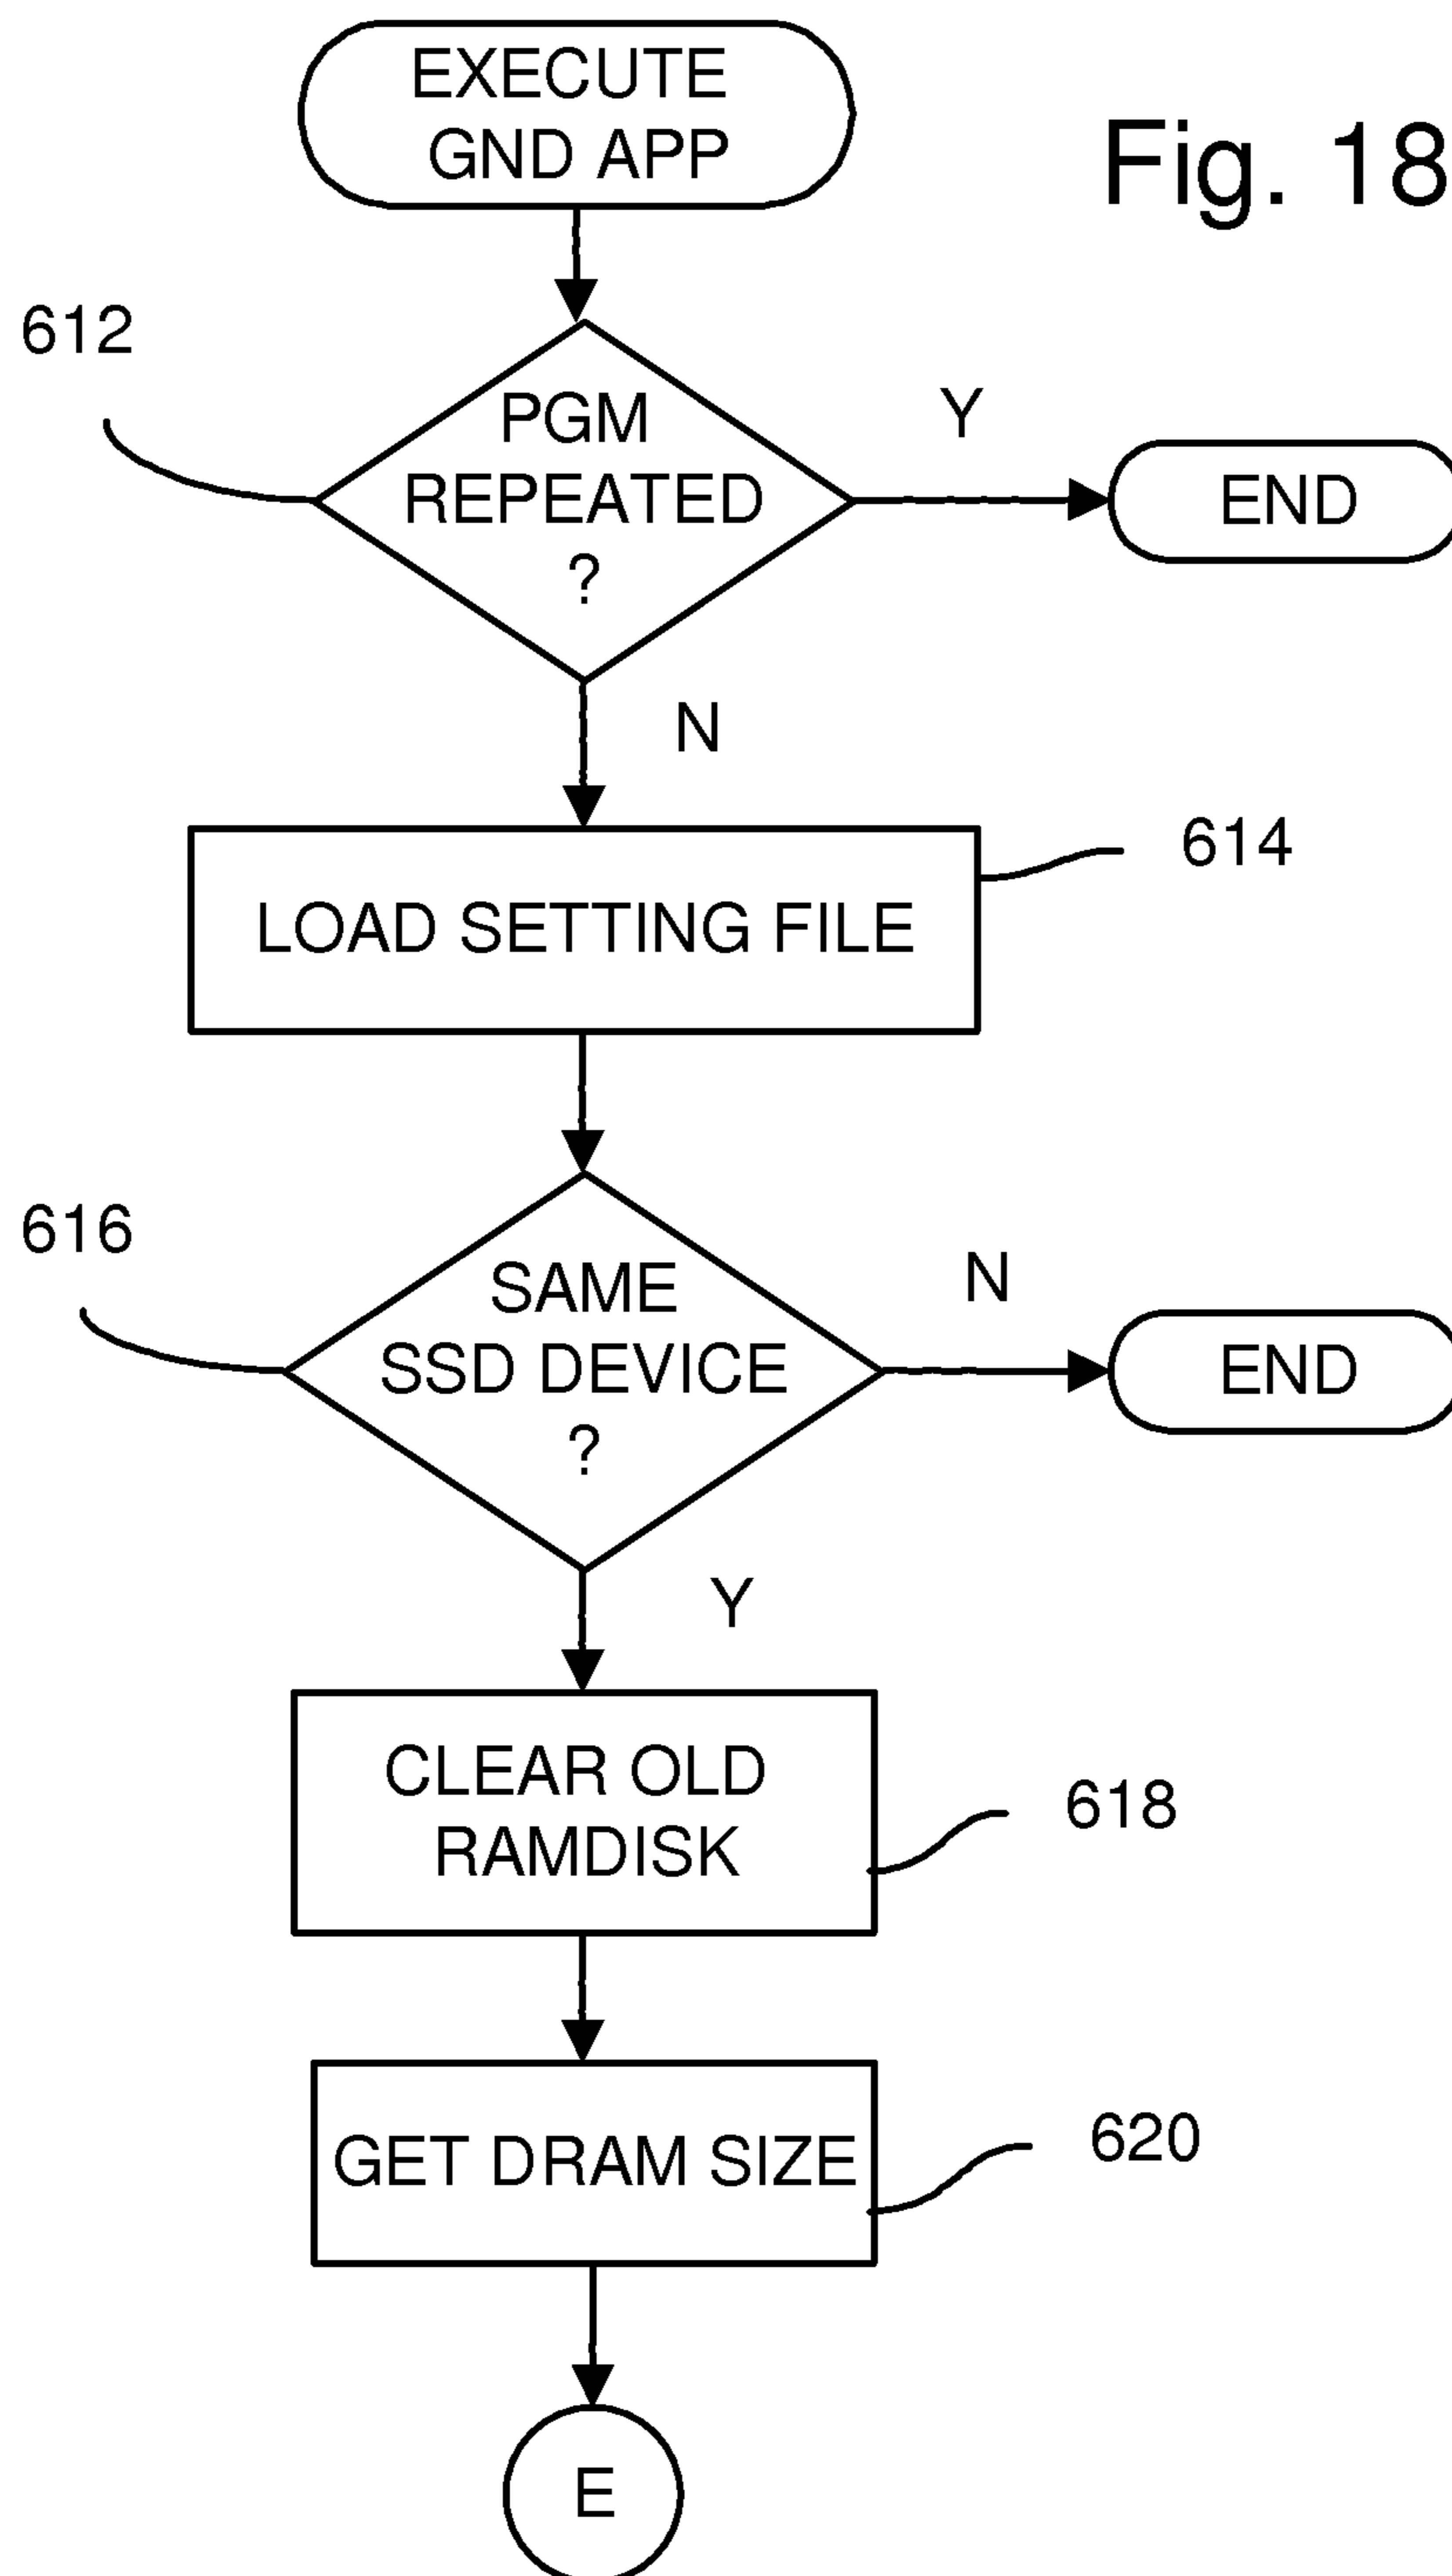 EXECUTE
GND APP
Fig. 18
612
PGM
REPEATED
?
Y
END
N
LOAD SETTING FILE
614
616
SAME
SSD DEVICE
?
N
END
Y
CLEAR OLD
RAMDISK
618
GET DRAM SIZE
620
E